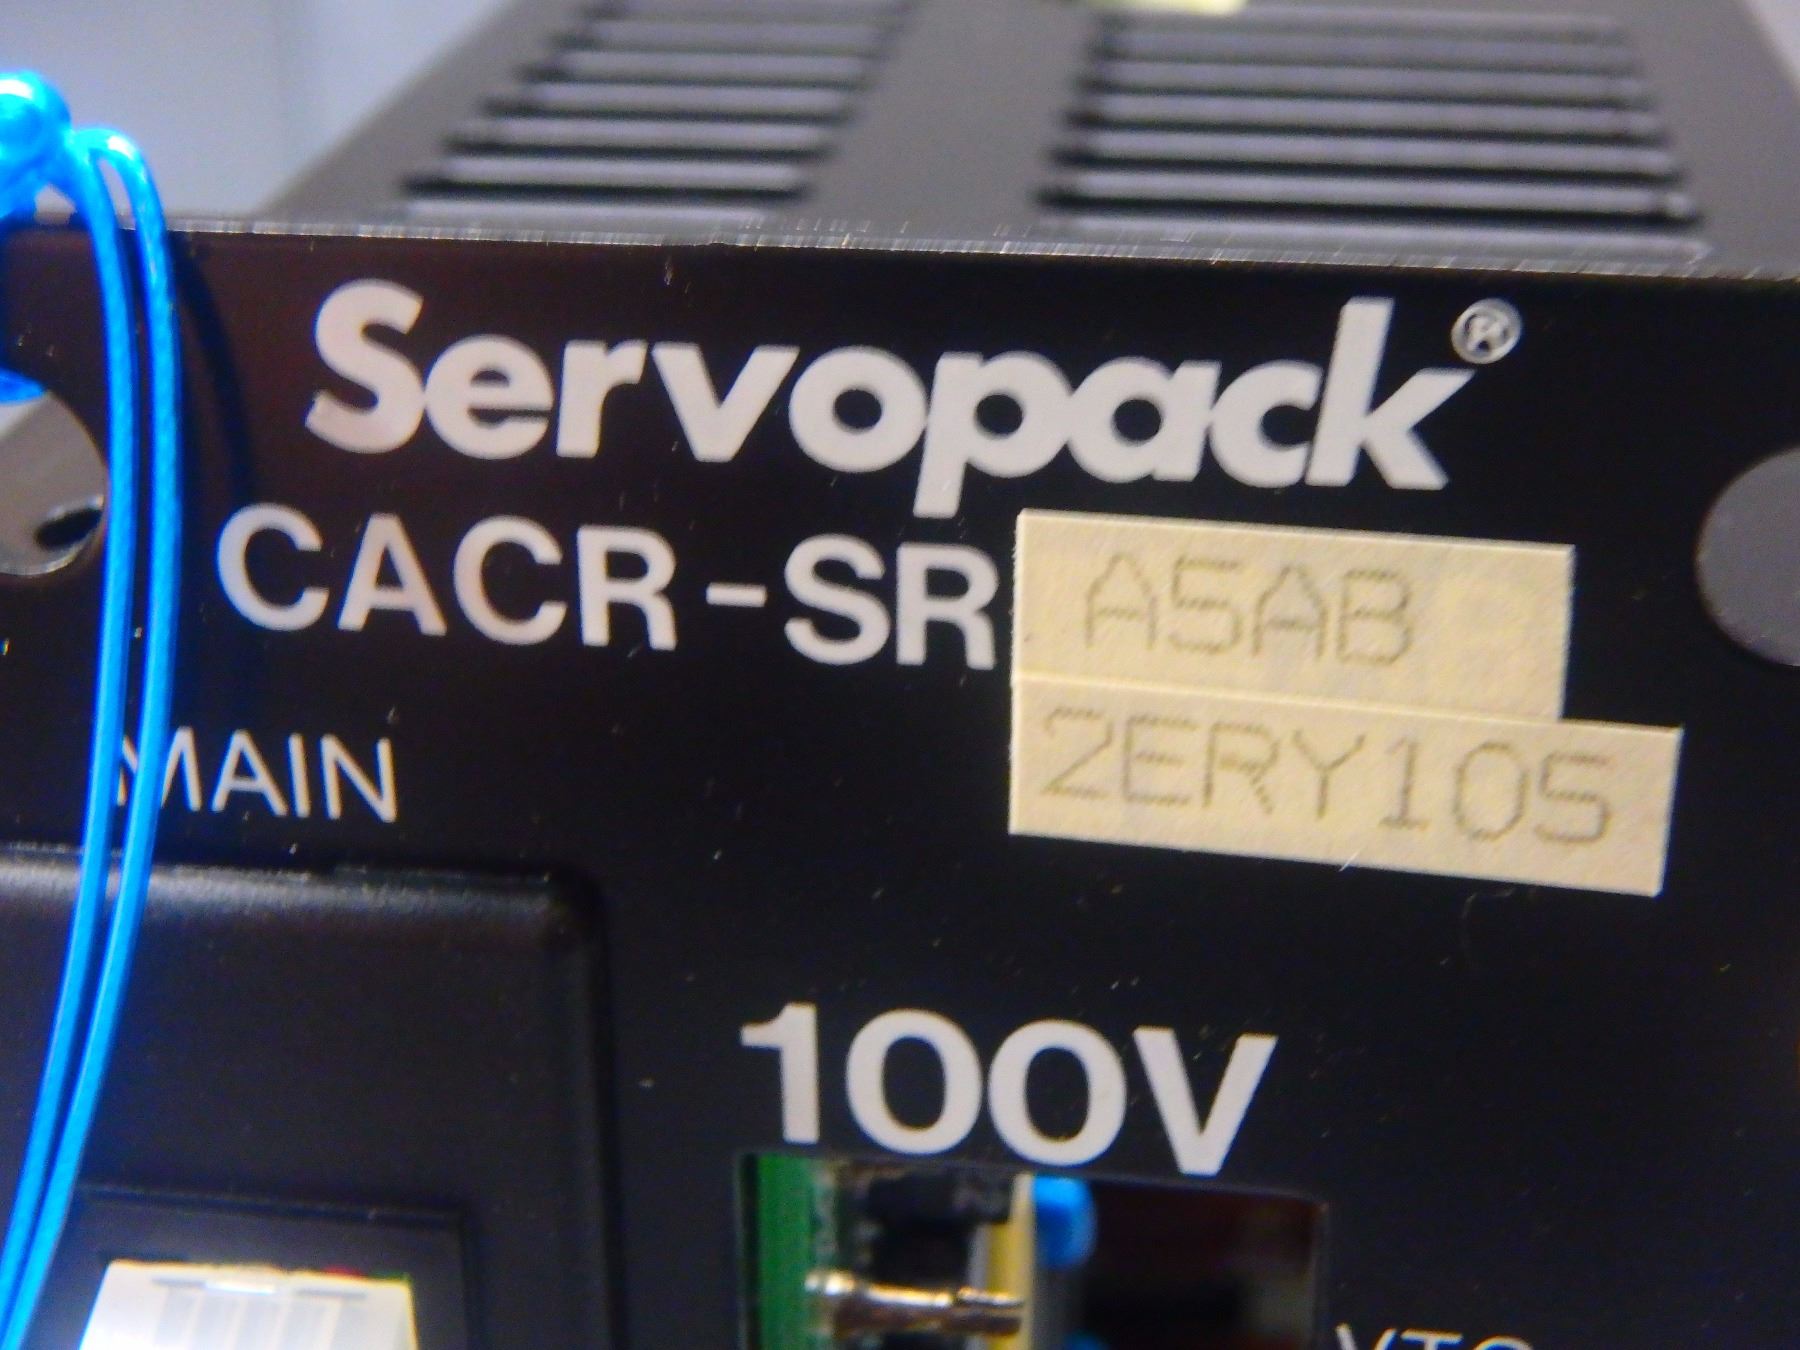 Servopack®
CACR-SR A5AB
ZERY10S
MAIN
100V